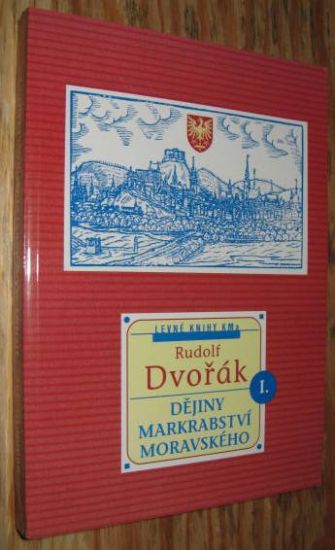 LEVNÉ KNIHY KMa
Rudolf
Dvořák
I.
DĚJINY
MARKRABSTVÍ
MORAVSKÉHO